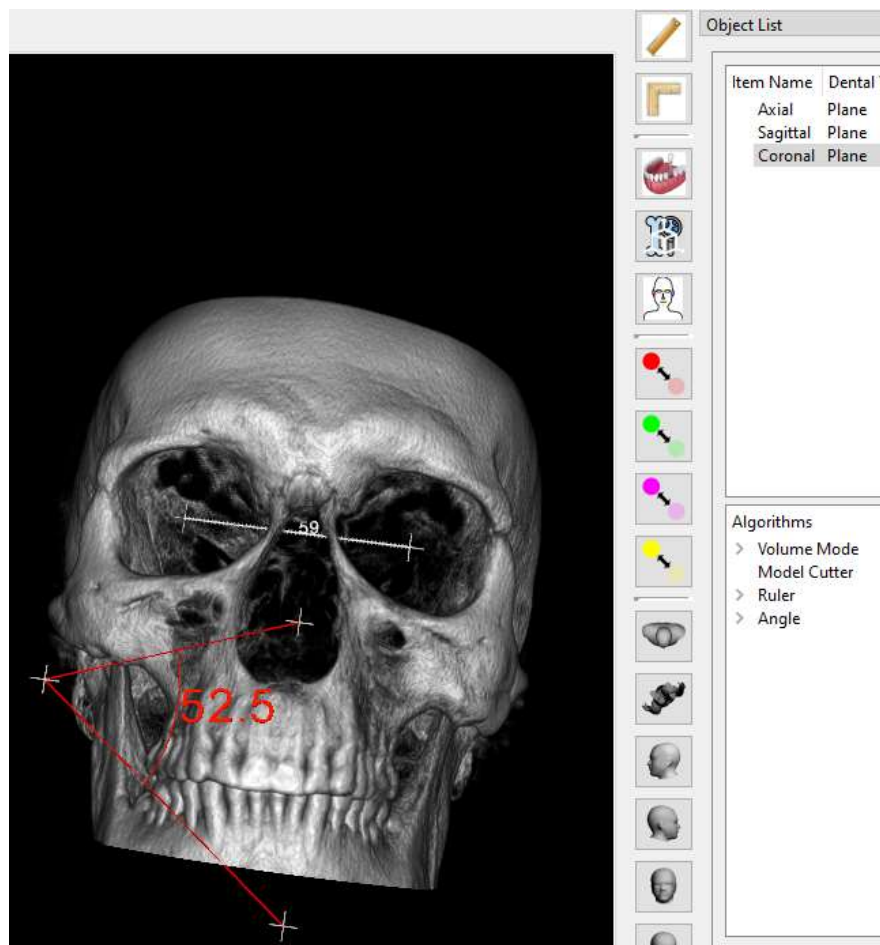 Object List
Item Name Dental
Axial Plane
Sagittal Plane
Coronal Plane
59
52.5
Algorithms
Volume Mode
Model Cutter
Ruler
Angle